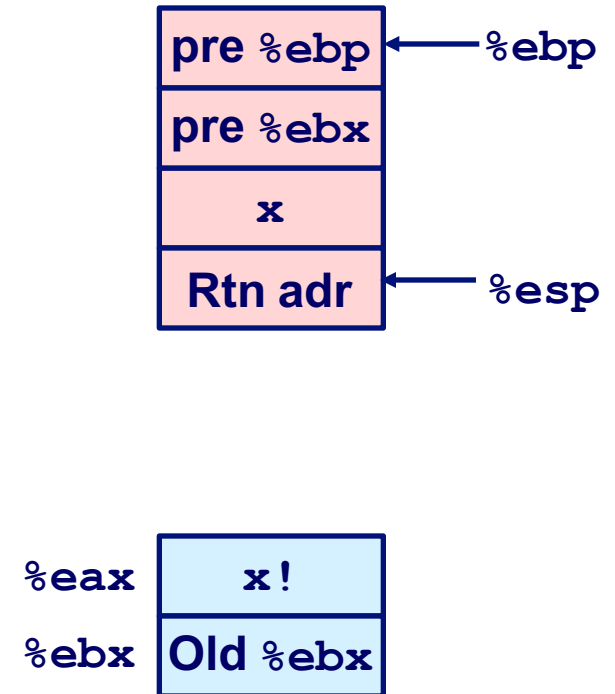 pre %ebp %ebp
pre %ebx
x
Rtn adr %esp
%eax x!
%ebx Old %ebx